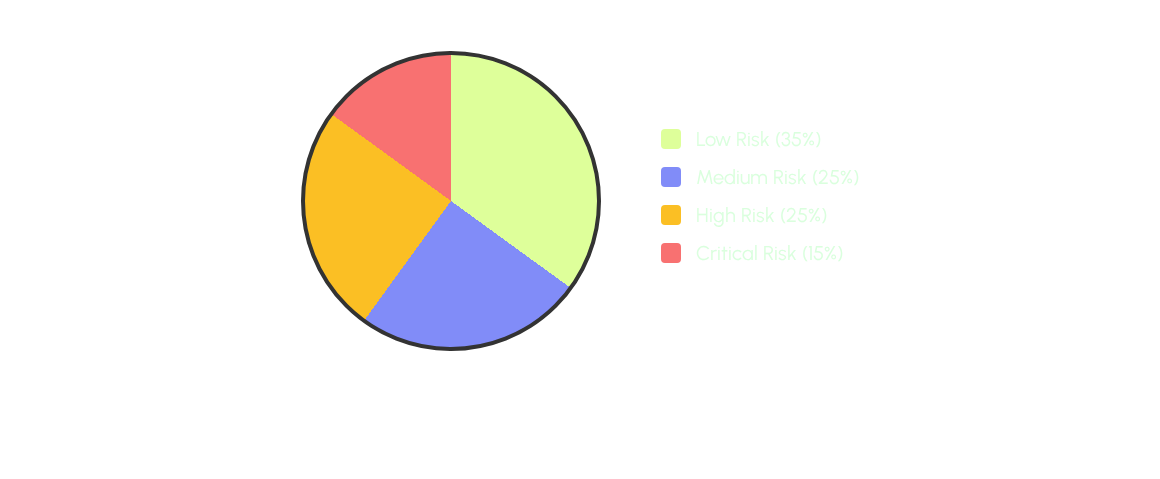 Low Risk (35%)
Medium Risk (25%)
High Risk (25%)
Critical Risk (15%)